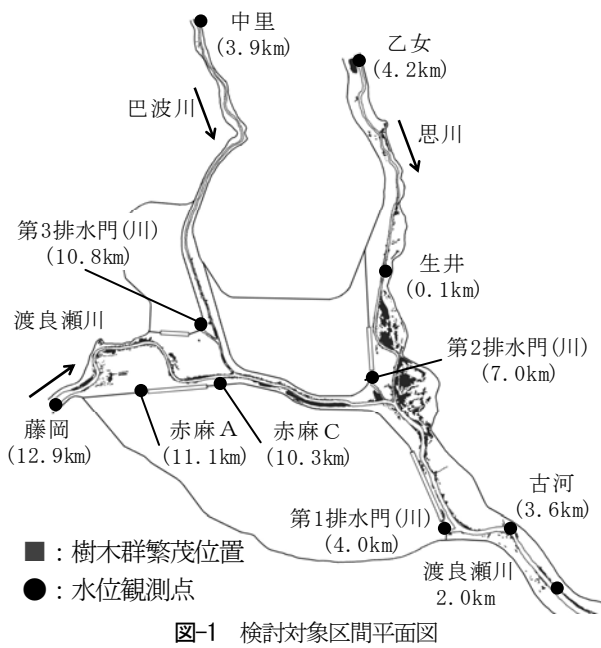 中里
(3.9km)
乙女
(4.2km)
巴波川
思川
第3排水門(川)
(10.8km)
生井
(0.1km)
渡良瀬川
第2排水門(川)
(7.0km)
藤岡
(12.9km)
赤麻A
(11.1km)
赤麻C
(10.3km)
古河
(3.6km)
第1排水門(川)
(4.0km)
渡良瀬川
2.0km
■：樹木群繁茂位置
●：水位観測点
図-1 検討対象区間平面図